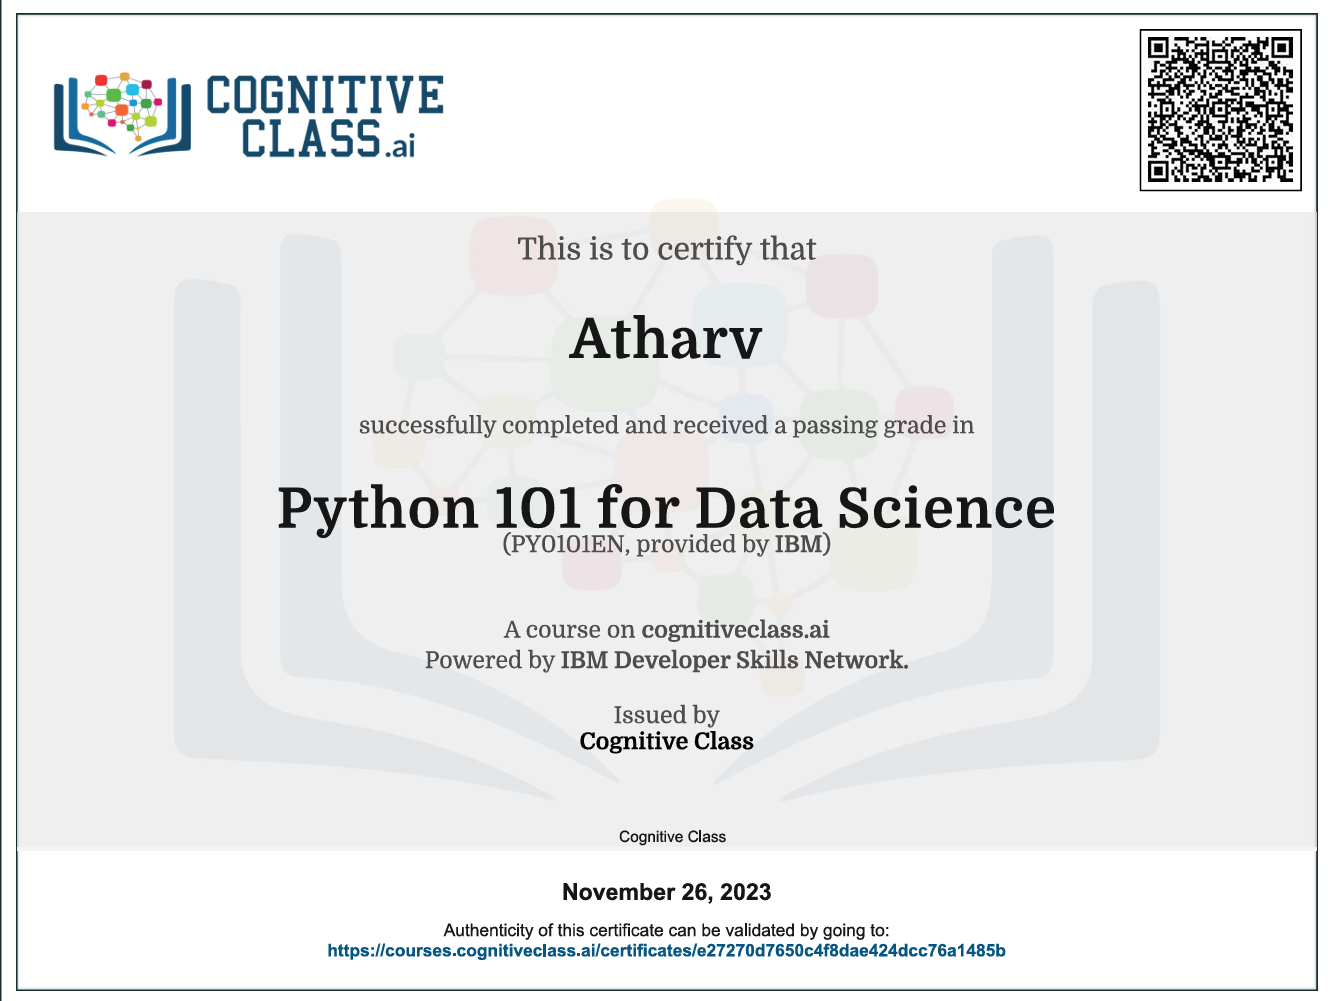 COGNITIVE
CLASS.ai
This is to certify that
Atharv
successfully completed and received a passing grade in
Python 101 for Data Science
(PY0101EN, provided by IBM)
A course on cognitiveclass.ai
Powered by IBM Developer Skills Network.
Issued by
Cognitive Class
Cognitive Class
November 26, 2023
Authenticity of this certificate can be validated by going to:
https://courses.cognitiveclass.ai/certificates/e27270d7650c4f8dae424dcc76a1485b